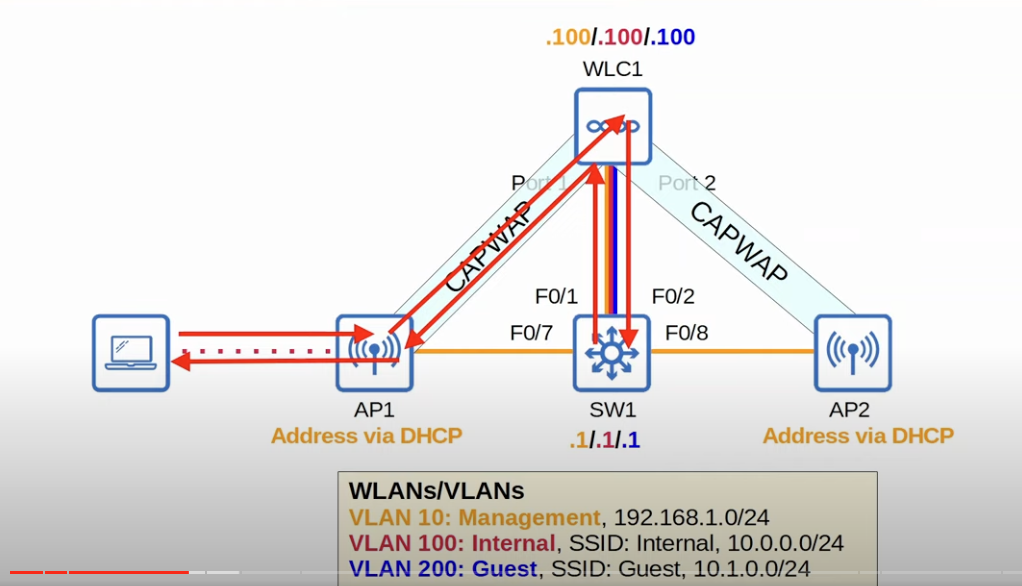 .100/.100/.100
WLC1
Port 1
Port 2
CAPWAP
CAPWAP
F0/1
F0/2
F0/7
F0/8
AP1
SW1
AP2
Address via DHCP
.1/.1/.1
Address via DHCP
WLANs/VLANs
VLAN 10: Management, 192.168.1.0/24
VLAN 100: Internal, SSID: Internal, 10.0.0.0/24
VLAN 200: Guest, SSID: Guest, 10.1.0.0/24